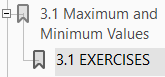 3.1 Maximum and
Minimum Values
3.1 EXERCISES